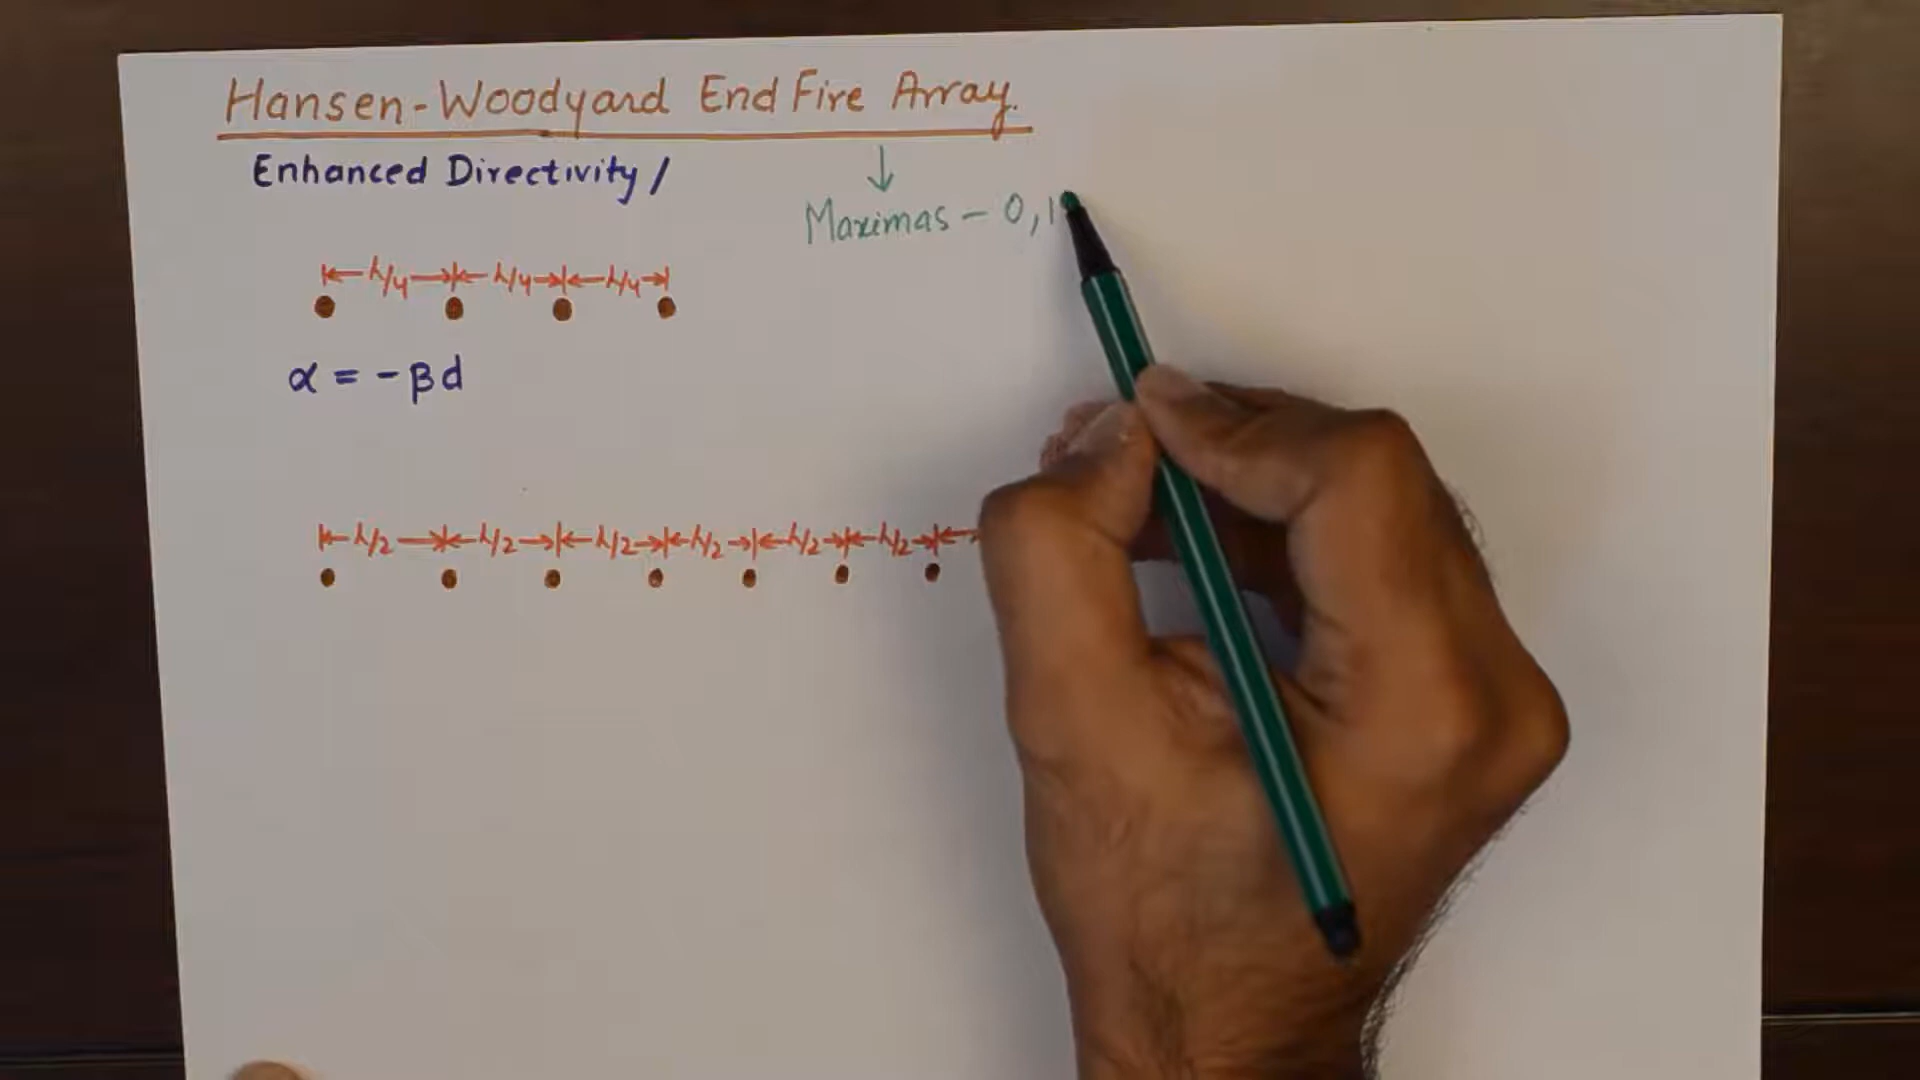 Hansen-Woodyard End Fire Array.
Enhanced Directivity /
Maximas - 0, 1
λ/4 λ/4 λ/4
α = - βd
λ/2 λ/2 λ/2 λ/2 λ/2 λ/2